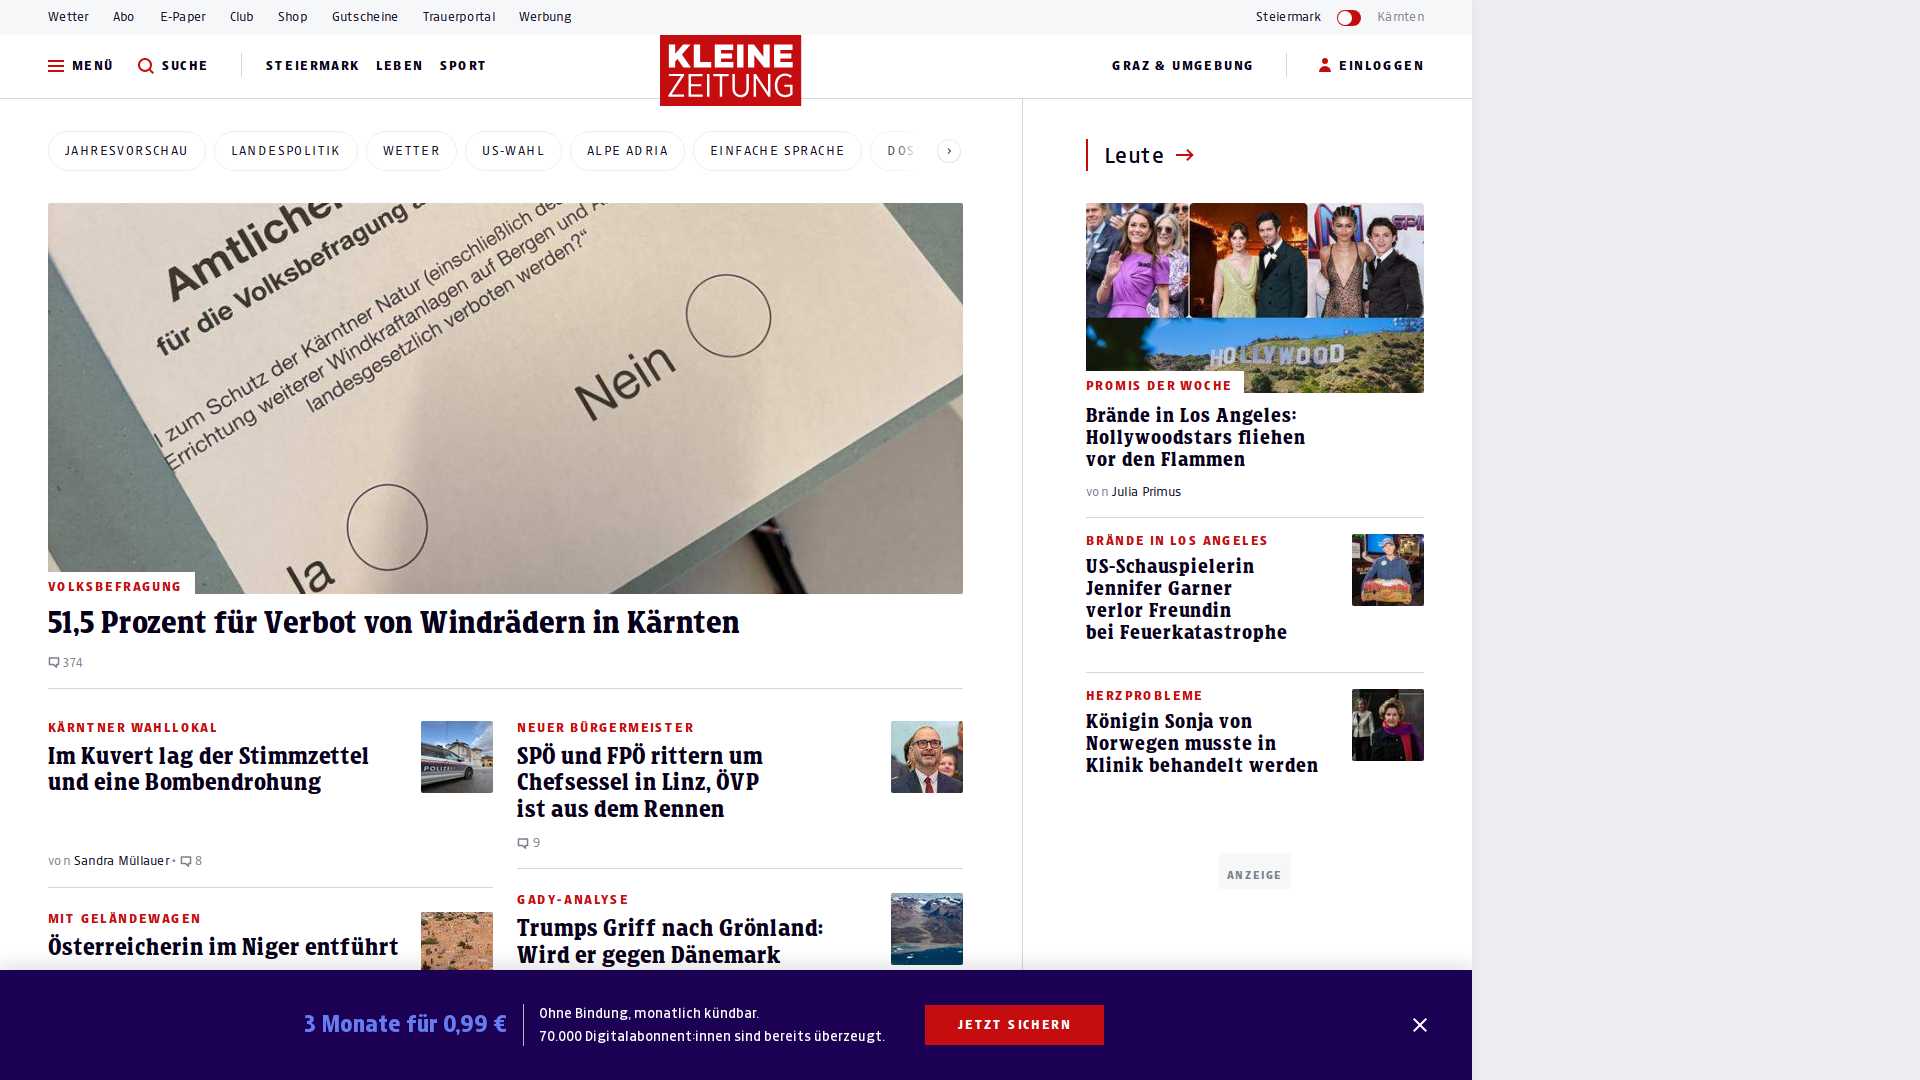 Wetter Abo E-Paper Club Shop Gutscheine Trauerportal Werbung Steiermark Kärnten
MENÜ SUCHE STEIERMARK LEBEN SPORT
KLEINE
ZEITUNG
GRAZ & UMGEBUNG EINLOGGEN
JAHRESVORSCHAU LANDESPOLITIK WETTER US-WAHL ALPE ADRIA EINFACHE SPRACHE DOS
Amtlicher
für die Volksbefragung a
l zum Schutz der Kärntner Natur (einschließlich des
Errichtung weiterer Windkraftanlagen auf Bergen und A
landesgesetzlich verboten werden?“
Nein
Ja
VOLKSBEFRAGUNG
51,5 Prozent für Verbot von Windrädern in Kärnten
374
KÄRNTNER WAHLLOKAL
Im Kuvert lag der Stimmzettel
und eine Bombendrohung
von Sandra Müllauer • 8
MIT GELÄNDEWAGEN
Österreicherin im Niger entführt
NEUER BÜRGERMEISTER
SPÖ und FPÖ rittern um
Chefsessel in Linz, ÖVP
ist aus dem Rennen
9
GADY-ANALYSE
Trumps Griff nach Grönland:
Wird er gegen Dänemark
Leute
HOLLYWOOD
PROMIS DER WOCHE
Brände in Los Angeles:
Hollywoodstars fliehen
vor den Flammen
von Julia Primus
BRÄNDE IN LOS ANGELES
US-Schauspielerin
Jennifer Garner
verlor Freundin
bei Feuerkatastrophe
HERZPROBLEME
Königin Sonja von
Norwegen musste in
Klinik behandelt werden
ANZEIGE
3 Monate für 0,99 €
Ohne Bindung, monatlich kündbar.
70.000 Digitalabonnent:innen sind bereits überzeugt.
JETZT SICHERN